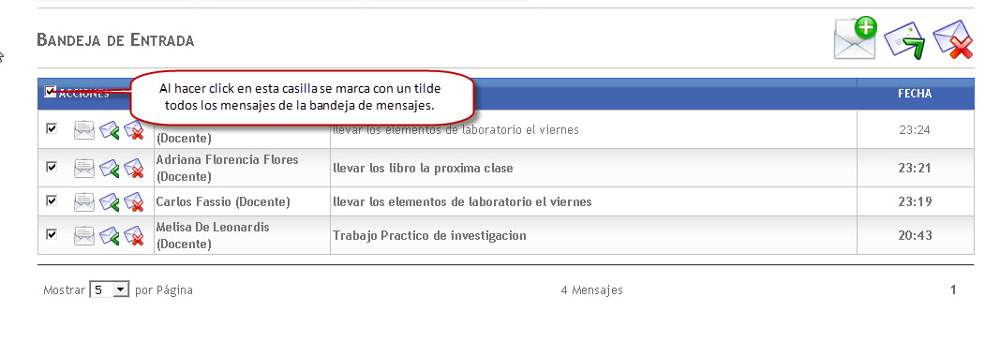 BANDEJA DE ENTRADA
ACCIONES
Al hacer click en esta casilla se marca con un tilde
todos los mensajes de la bandeja de mensajes.
FECHA
(Docente)
llevar los elementos de laboratorio el viernes
23:24
Adriana Florencia Flores
(Docente)
llevar los libro la proxima clase
23:21
Carlos Fassio (Docente)
llevar los elementos de laboratorio el viernes
23:19
Melisa De Leonardis
(Docente)
Trabajo Practico de investigacion
20:43
Mostrar 5 por Página
4 Mensajes
1